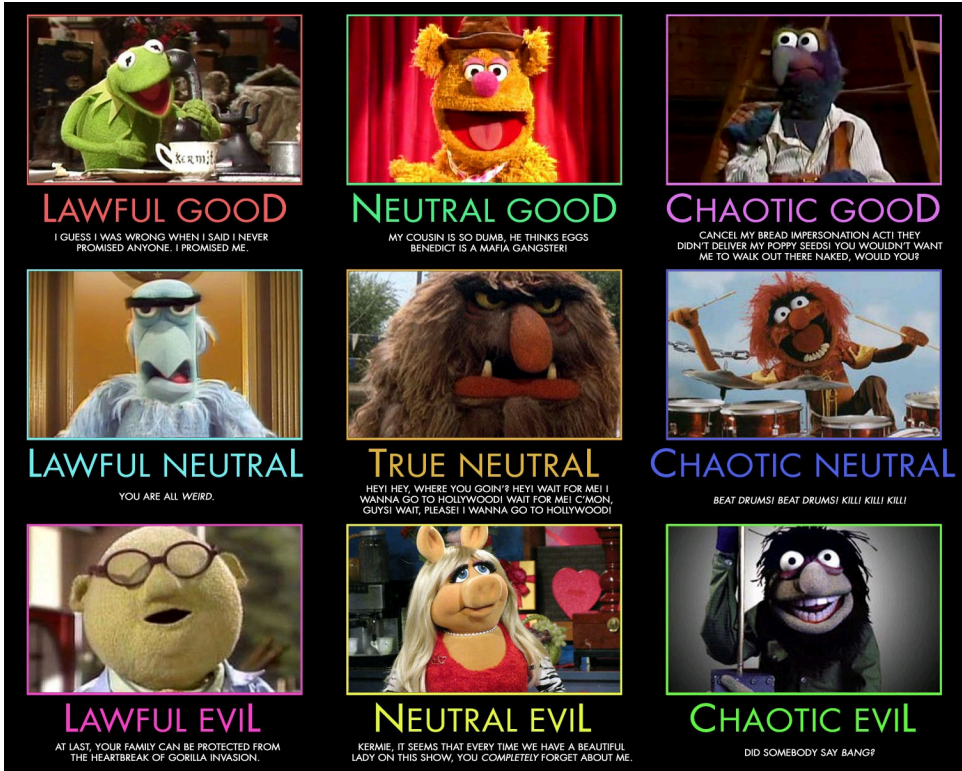 KERMIT
LAWFUL GOOD
I GUESS I WAS WRONG WHEN I SAID I NEVER
PROMISED ANYONE. I PROMISED ME.
NEUTRAL GOOD
MY COUSIN IS SO DUMB, HE THINKS EGGS
BENEDICT IS A MAFIA GANGSTER!
CHAOTIC GOOD
CANCEL MY BREAD IMPERSONATION ACT! THEY
DIDN'T DELIVER MY POPPY SEEDS! YOU WOULDN'T WANT
ME TO WALK OUT THERE NAKED, WOULD YOU?
LAWFUL NEUTRAL
YOU ARE ALL WEIRD.
TRUE NEUTRAL
HEY! HEY, WHERE YOU GOIN'? HEY! WAIT FOR ME! I
WANNA GO TO HOLLYWOOD! WAIT FOR ME! C'MON,
GUYS! WAIT, PLEASE! I WANNA GO TO HOLLYWOOD!
CHAOTIC NEUTRAL
BEAT DRUMS! BEAT DRUMS! KILL! KILL! KILL!
LAWFUL EVIL
AT LAST, YOUR FAMILY CAN BE PROTECTED FROM
THE HEARTBREAK OF GORILLA INVASION.
NEUTRAL EVIL
KERMIE, IT SEEMS THAT EVERY TIME WE HAVE A BEAUTIFUL
LADY ON THIS SHOW, YOU COMPLETELY FORGET ABOUT ME.
CHAOTIC EVIL
DID SOMEBODY SAY BANG?